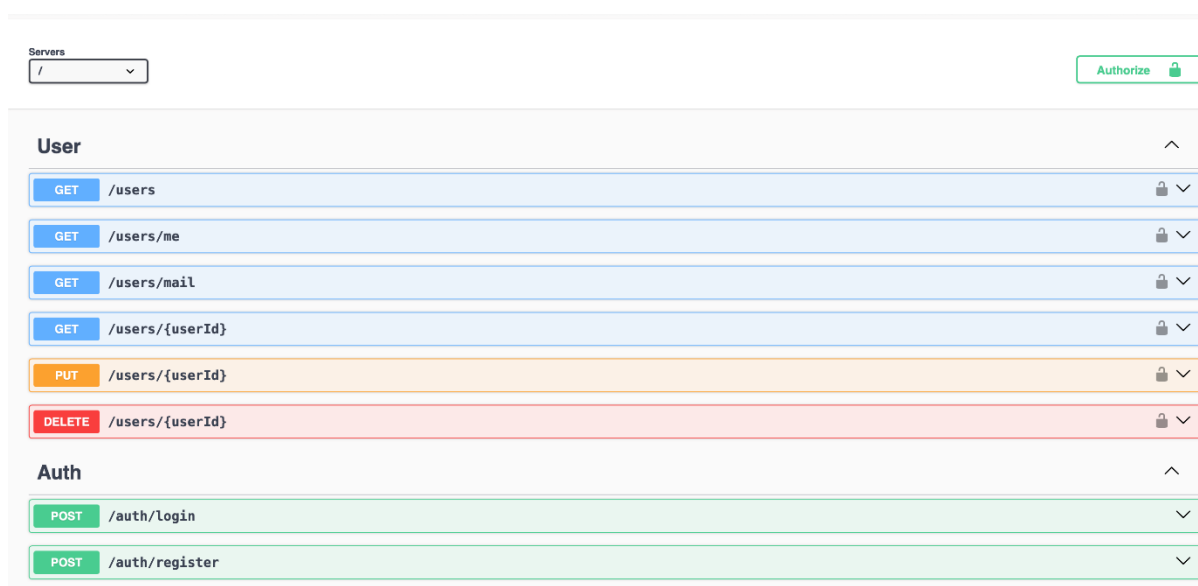 Servers
/
Authorize
User
GET /users
GET /users/me
GET /users/mail
GET /users/{userId}
PUT /users/{userId}
DELETE /users/{userId}
Auth
POST /auth/login
POST /auth/register